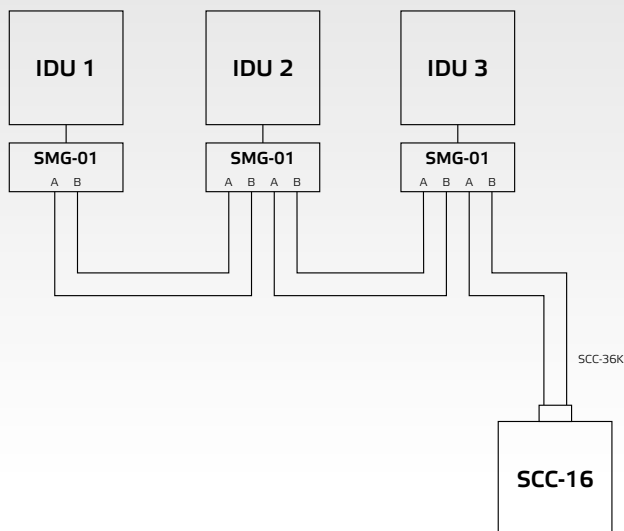 IDU 1 IDU 2 IDU 3
SMG-01 SMG-01 SMG-01
A B A B A B A B A B
SCC-36K
SCC-16